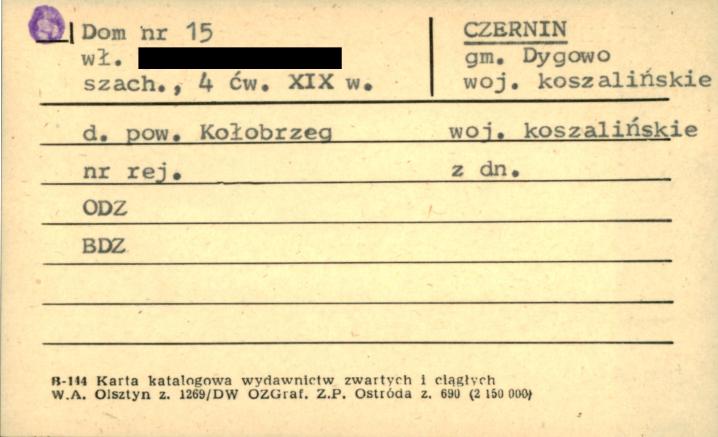 Dom nr 15
wł.
szach., 4 ćw. XIX w.
CZERNIN
gm. Dygowo
woj. koszalińskie
d. pow. Kołobrzeg woj. koszalińskie
nr rej. z dn.
ODZ
BDZ
B-144 Karta katalogowa wydawnictw zwartych i ciągłych
W.A. Olsztyn z. 1269/DW OZGraf. Z.P. Ostróda z. 690 (2 150 000)